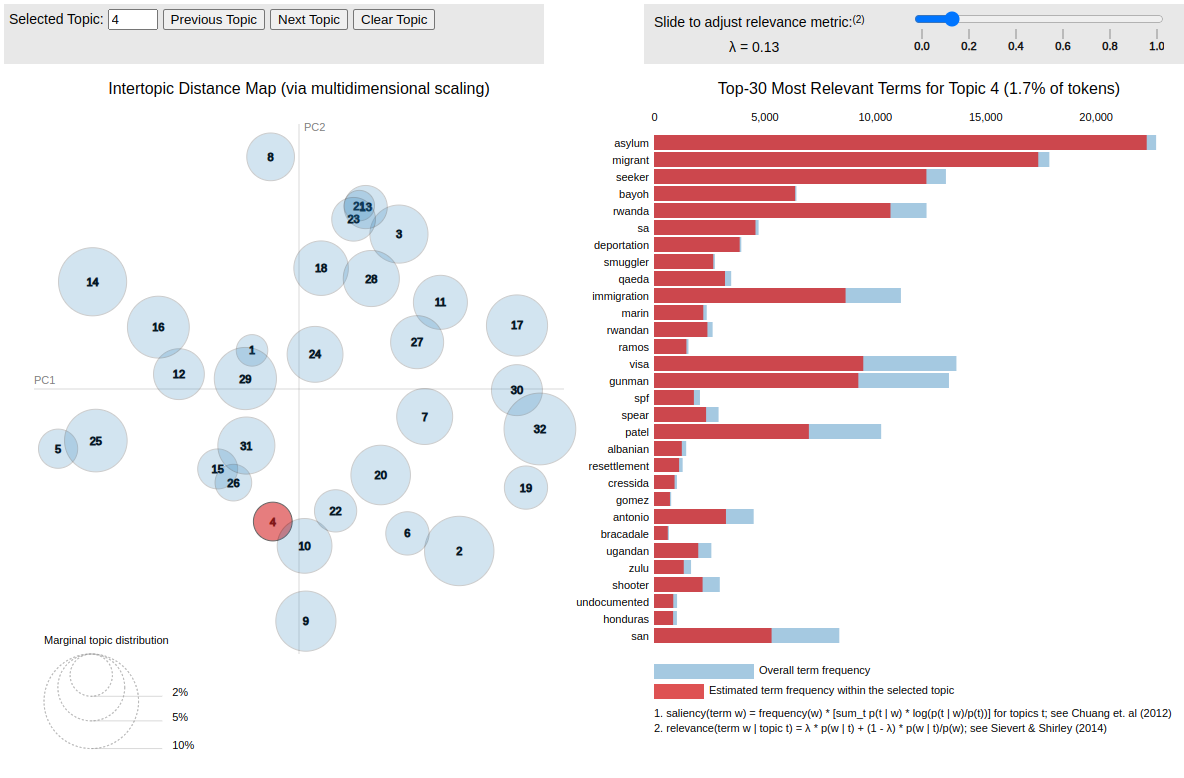 Selected Topic: 4 Previous Topic Next Topic Clear Topic
Slide to adjust relevance metric:(2)
λ = 0.13
0.0 0.2 0.4 0.6 0.8 1.0
Intertopic Distance Map (via multidimensional scaling)
PC2
PC1
8
21
13
23
3
18
28
14
11
17
16
27
1
24
12
29
30
7
32
5
25
31
15
26
20
19
22
4
6
10
2
9
Marginal topic distribution
2%
5%
10%
Top-30 Most Relevant Terms for Topic 4 (1.7% of tokens)
0 5,000 10,000 15,000 20,000
asylum
migrant
seeker
bayoh
rwanda
sa
deportation
smuggler
qaeda
immigration
marin
rwandan
ramos
visa
gunman
spf
spear
patel
albanian
resettlement
cressida
gomez
antonio
bracadale
ugandan
zulu
shooter
undocumented
honduras
san
Overall term frequency
Estimated term frequency within the selected topic
1. saliency(term w) = frequency(w) * [sum_t p(t | w) * log(p(t | w)/p(t))] for topics t; see Chuang et. al (2012)
2. relevance(term w | topic t) = λ * p(w | t) + (1 - λ) * p(w | t)/p(w); see Sievert & Shirley (2014)